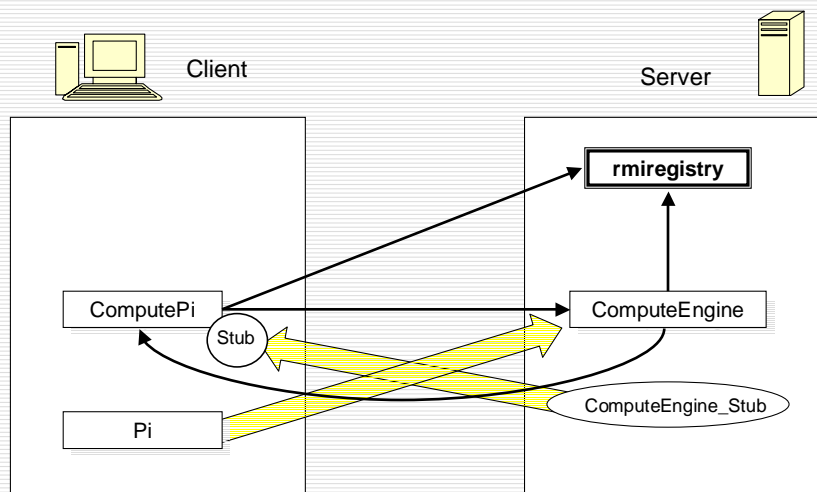 Client
Server
rmiregistry
ComputePi
ComputeEngine
Stub
ComputeEngine_Stub
Pi